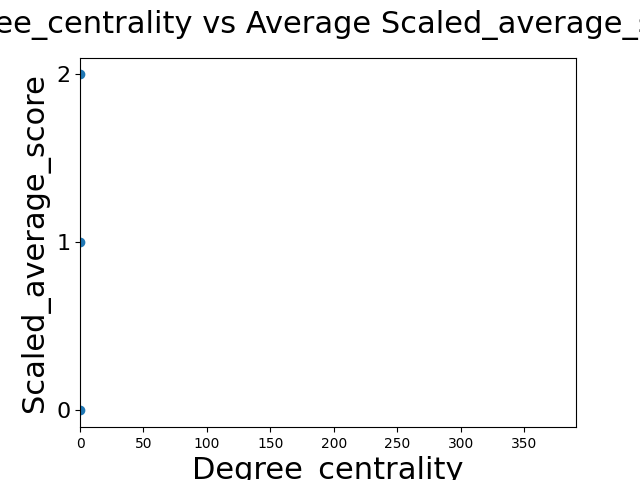 ee_centrality vs Average Scaled_average_s
2
1
0
Scaled_average_score
0 50 100 150 200 250 300 350
Degree_centrality